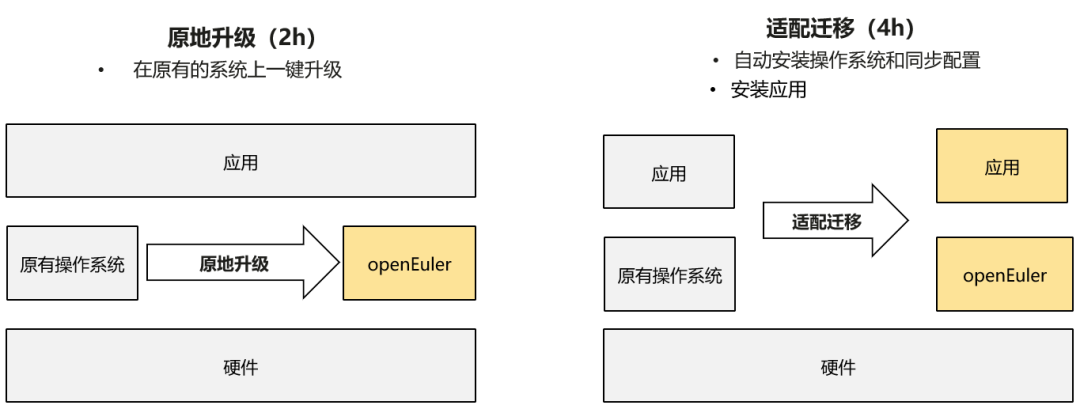 原地升级（2h）
• 在原有的系统上一键升级
应用
原有操作系统
原地升级
openEuler
硬件
适配迁移（4h）
• 自动安装操作系统和同步配置
• 安装应用
应用
适配迁移
应用
原有操作系统
openEuler
硬件